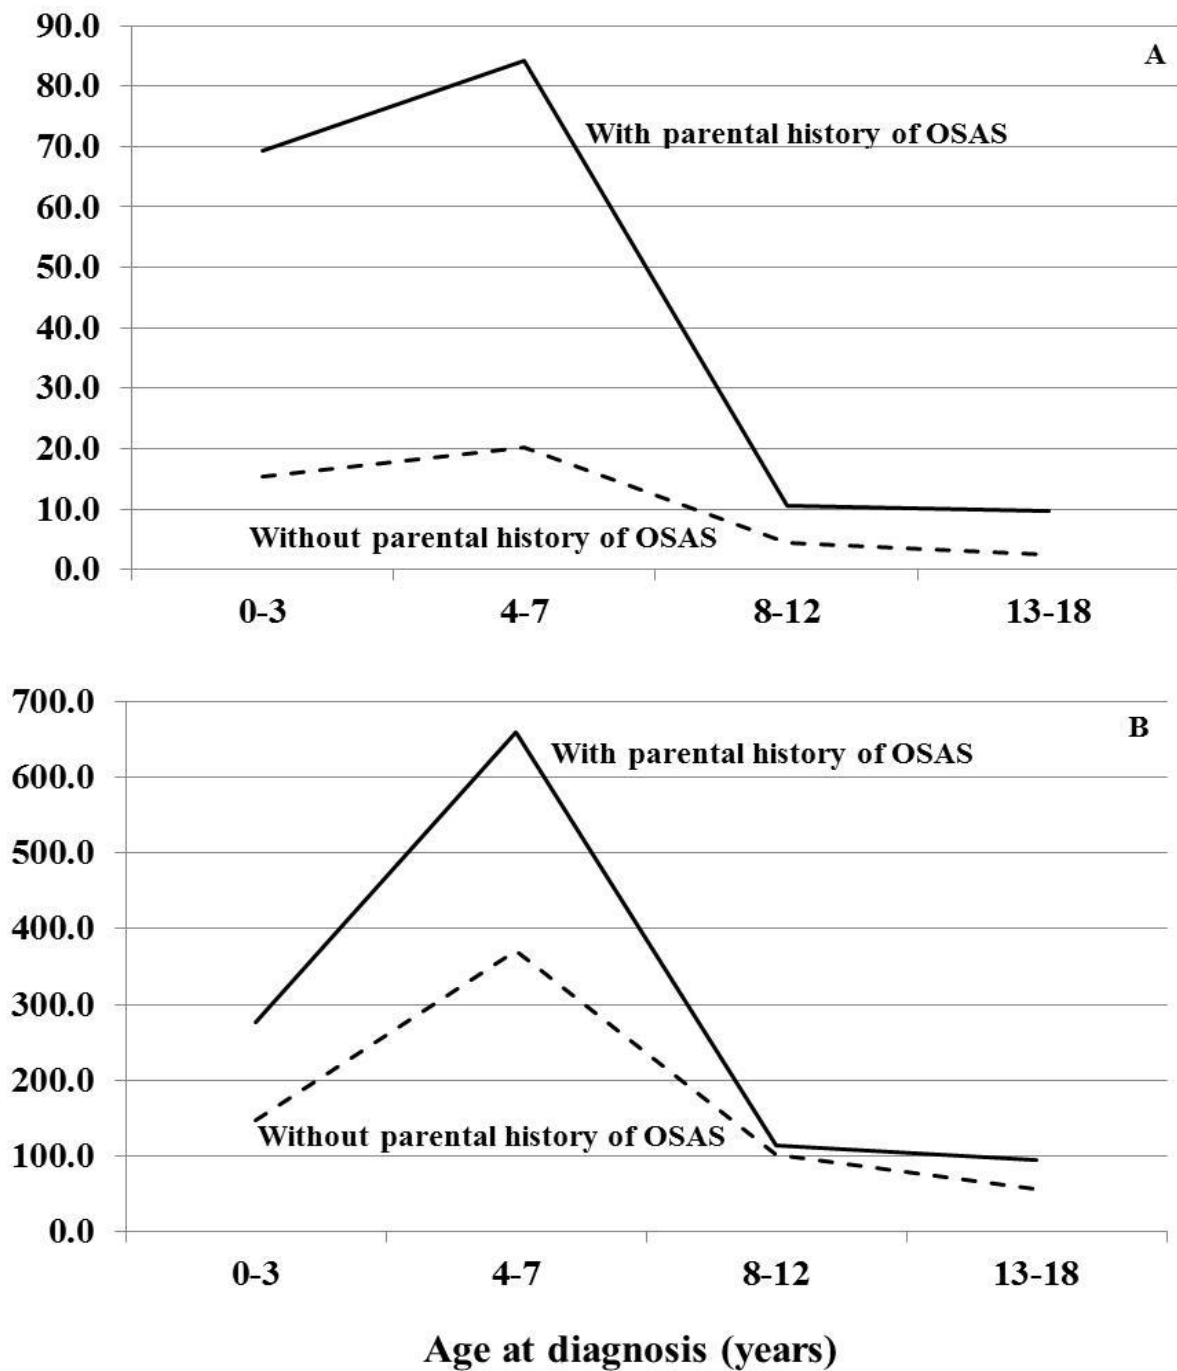 90.0
A
80.0
With parental history of OSAS
70.0
60.0
50.0
40.0
30.0
20.0
10.0
Without parental history of OSAS
0.0
0-3 4-7 8-12 13-18
700.0
B
With parental history of OSAS
600.0
500.0
400.0
300.0
200.0
Without parental history of OSAS
100.0
0.0
0-3 4-7 8-12 13-18
Age at diagnosis (years)